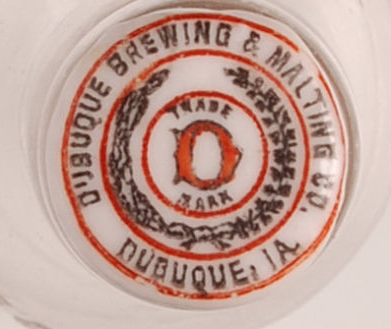 DUBUQUE BREWING & MALTING CO.
TRADE
D
MARK
DUBUQUE, IA